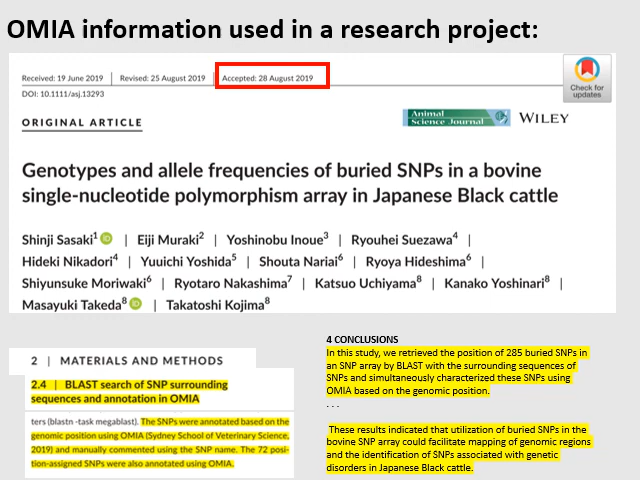 OMIA information used in a research project:
Received: 19 June 2019 | Revised: 25 August 2019 | Accepted: 28 August 2019
DOI: 10.1111/asj.13293
Check for
updates
ORIGINAL ARTICLE
Animal
Science Journal
WILEY
Genotypes and allele frequencies of buried SNPs in a bovine
single-nucleotide polymorphism array in Japanese Black cattle
Shinji Sasaki1 iD | Eiji Muraki2 | Yoshinobu Inoue3 | Ryouhei Suezawa4 |
Hideki Nikadori4 | Yuuichi Yoshida5 | Shouta Nariai6 | Ryoya Hideshima6 |
Shiyunsuke Moriwaki6 | Ryotaro Nakashima7 | Katsuo Uchiyama8 | Kanako Yoshinari8 |
Masayuki Takeda8 iD | Takatoshi Kojima8
2 | MATERIALS AND METHODS
2.4 | BLAST search of SNP surrounding
sequences and annotation in OMIA
ters (blastn -task megablast). The SNPs were annotated based on the
genomic position using OMIA (Sydney School of Veterinary Science,
2019) and manually commented using the SNP name. The 72 posi-
tion-assigned SNPs were also annotated using OMIA.
4 CONCLUSIONS
In this study, we retrieved the position of 285 buried SNPs in
an SNP array by BLAST with the surrounding sequences of
SNPs and simultaneously characterized these SNPs using
OMIA based on the genomic position.
. . .
These results indicated that utilization of buried SNPs in the
bovine SNP array could facilitate mapping of genomic regions
and the identification of SNPs associated with genetic
disorders in Japanese Black cattle.